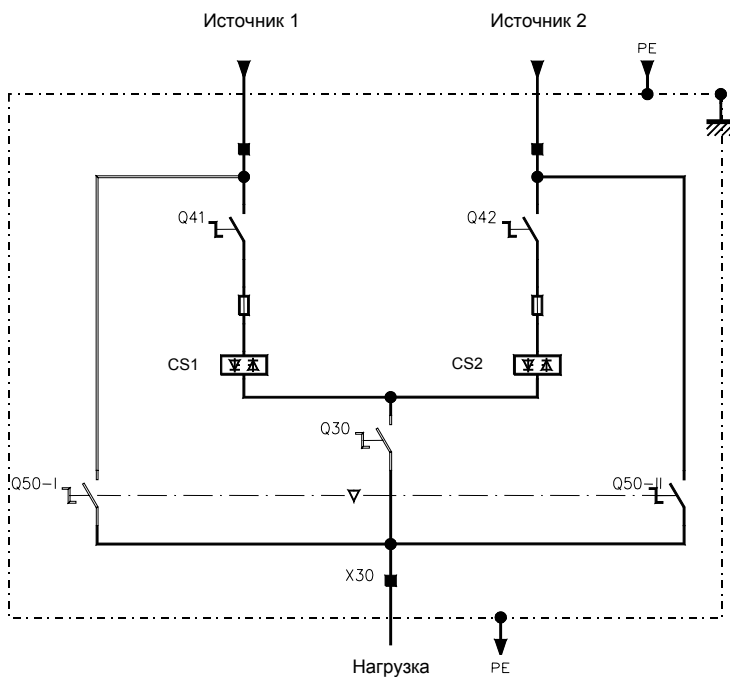 Источник 1
Источник 2
PE
Q41
Q42
CS1
CS2
Q30
Q50-I
Q50-II
X30
Нагрузка
PE